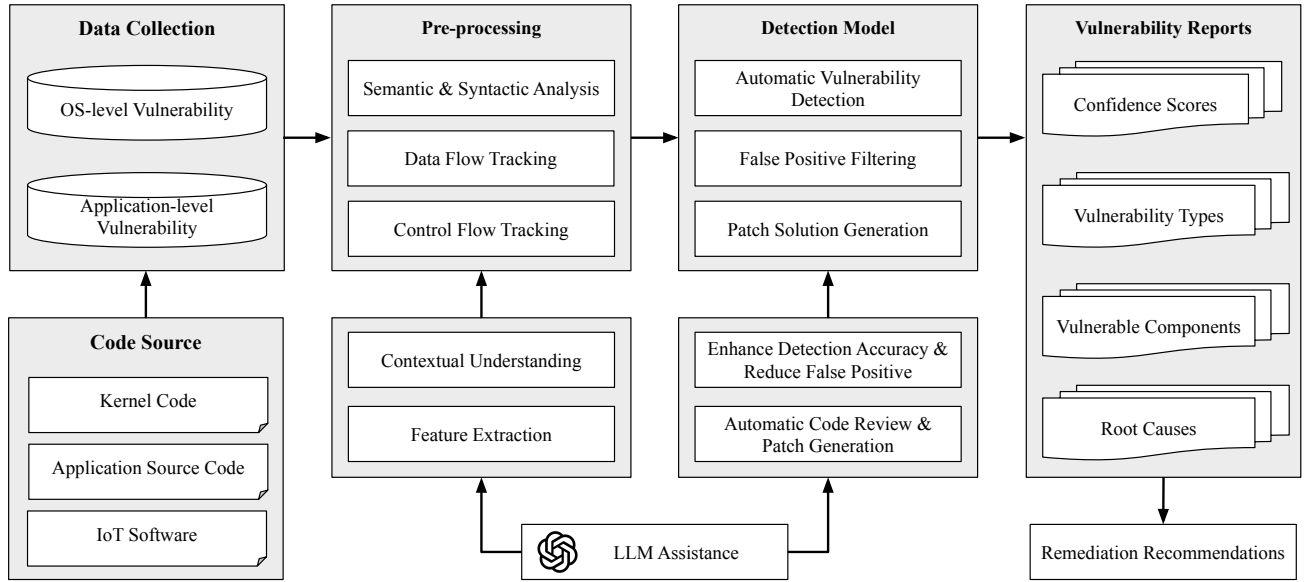 Data Collection
OS-level Vulnerability
Application-level
Vulnerability
Code Source
Kernel Code
Application Source Code
IoT Software
Pre-processing
Semantic & Syntactic Analysis
Data Flow Tracking
Control Flow Tracking
Contextual Understanding
Feature Extraction
Detection Model
Automatic Vulnerability
Detection
False Positive Filtering
Patch Solution Generation
Enhance Detection Accuracy &
Reduce False Positive
Automatic Code Review &
Patch Generation
LLM Assistance
Vulnerability Reports
Confidence Scores
Vulnerability Types
Vulnerable Components
Root Causes
Remediation Recommendations